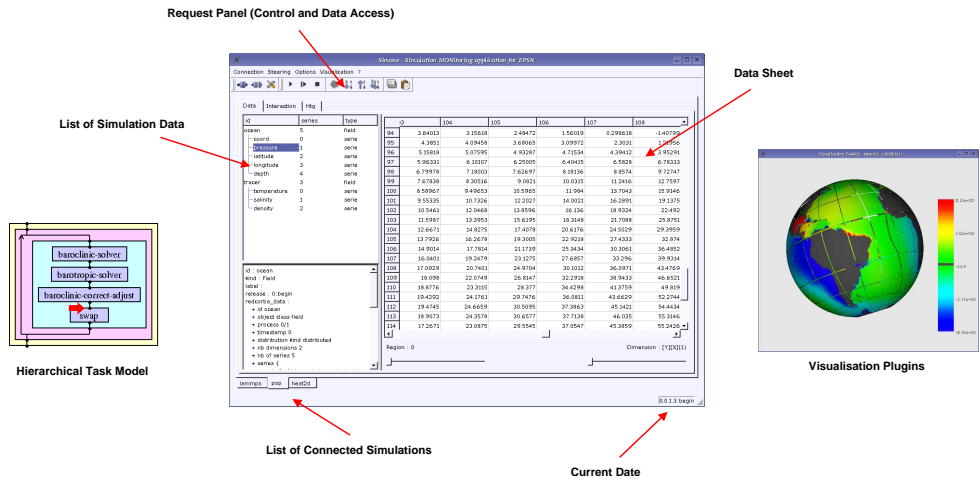 Request Panel (Control and Data Access)
Simone - Simulation MONitoring application for EPSN
Connection Steering Options Visualization ?
Data Interaction Htg
Data Sheet
List of Simulation Data
id series type
ocean 5 field
coord 0 serie
pressure 1 serie
latitude 2 serie
longitude 3 serie
depth 4 serie
tracer 3 field
temperature 0 serie
salinity 1 serie
density 2 serie
104 105 106 107 108
94 3.64013 3.15618 2.48472 1.56019 0.298618 -1.40799
95 4.3851 4.09458 3.68065 3.09972 2.3031
96 5.15818 5.07595 4.93287 4.71534 4.39412 3.95291
97 5.96331 6.10107 6.25005 6.40415 6.5828 6.78333
98 6.79978 7.18003 7.62697 8.18136 8.8574 9.72747
99 7.67838 8.30516 9.0821 10.0315 11.2416 12.7597
100 8.58967 9.49653 10.5965 11.984 13.7043 15.9146
101 9.55335 10.7326 12.2027 14.0021 16.2891 19.1375
102 10.5461 12.0468 13.8596 16.136 18.9324 22.492
103 11.5987 13.3953 15.6195 18.3148 21.7088 25.8751
104 12.6671 14.8275 17.4078 20.6176 24.5029 29.3959
105 13.7926 16.2678 19.3005 22.9218 27.4333 32.874
106 14.9014 17.7814 21.1739 25.3434 30.3061 36.4852
107 16.0401 19.2479 23.1275 27.6857 33.296 39.9314
108 17.0929 20.7401 24.9704 30.1012 36.0971 43.4769
109 18.098 22.0749 26.8147 32.2918 38.9433 46.6521
110 18.8776 23.3115 28.377 34.4298 41.3759 49.819
111 19.4292 24.1761 29.7476 36.0811 43.6629 52.2744
112 19.4745 24.6659 30.5095 37.3863 45.1421 54.4434
113 18.9073 24.3578 30.6577 37.7138 46.035 55.3146
114 17.2671 23.0875 29.5545 37.0547 45.3859 55.2426
id : ocean
kind : Field
label :
release : 0:begin
redcorba_data :
+ id ocean
+ object class field
+ process 0/1
+ timestamp 0
+ distribution kind distributed
+ nb dimensions 2
+ nb of series 5
+ series {
Region : 0
Dimension : [Y][X](1)
lammps pop heat2d
0.0.1.3:begin
baroclinic-solver
barotropic-solver
baroclinic-correct-adjust
swap
Hierarchical Task Model
Visualisation Plugins
List of Connected Simulations
Current Date